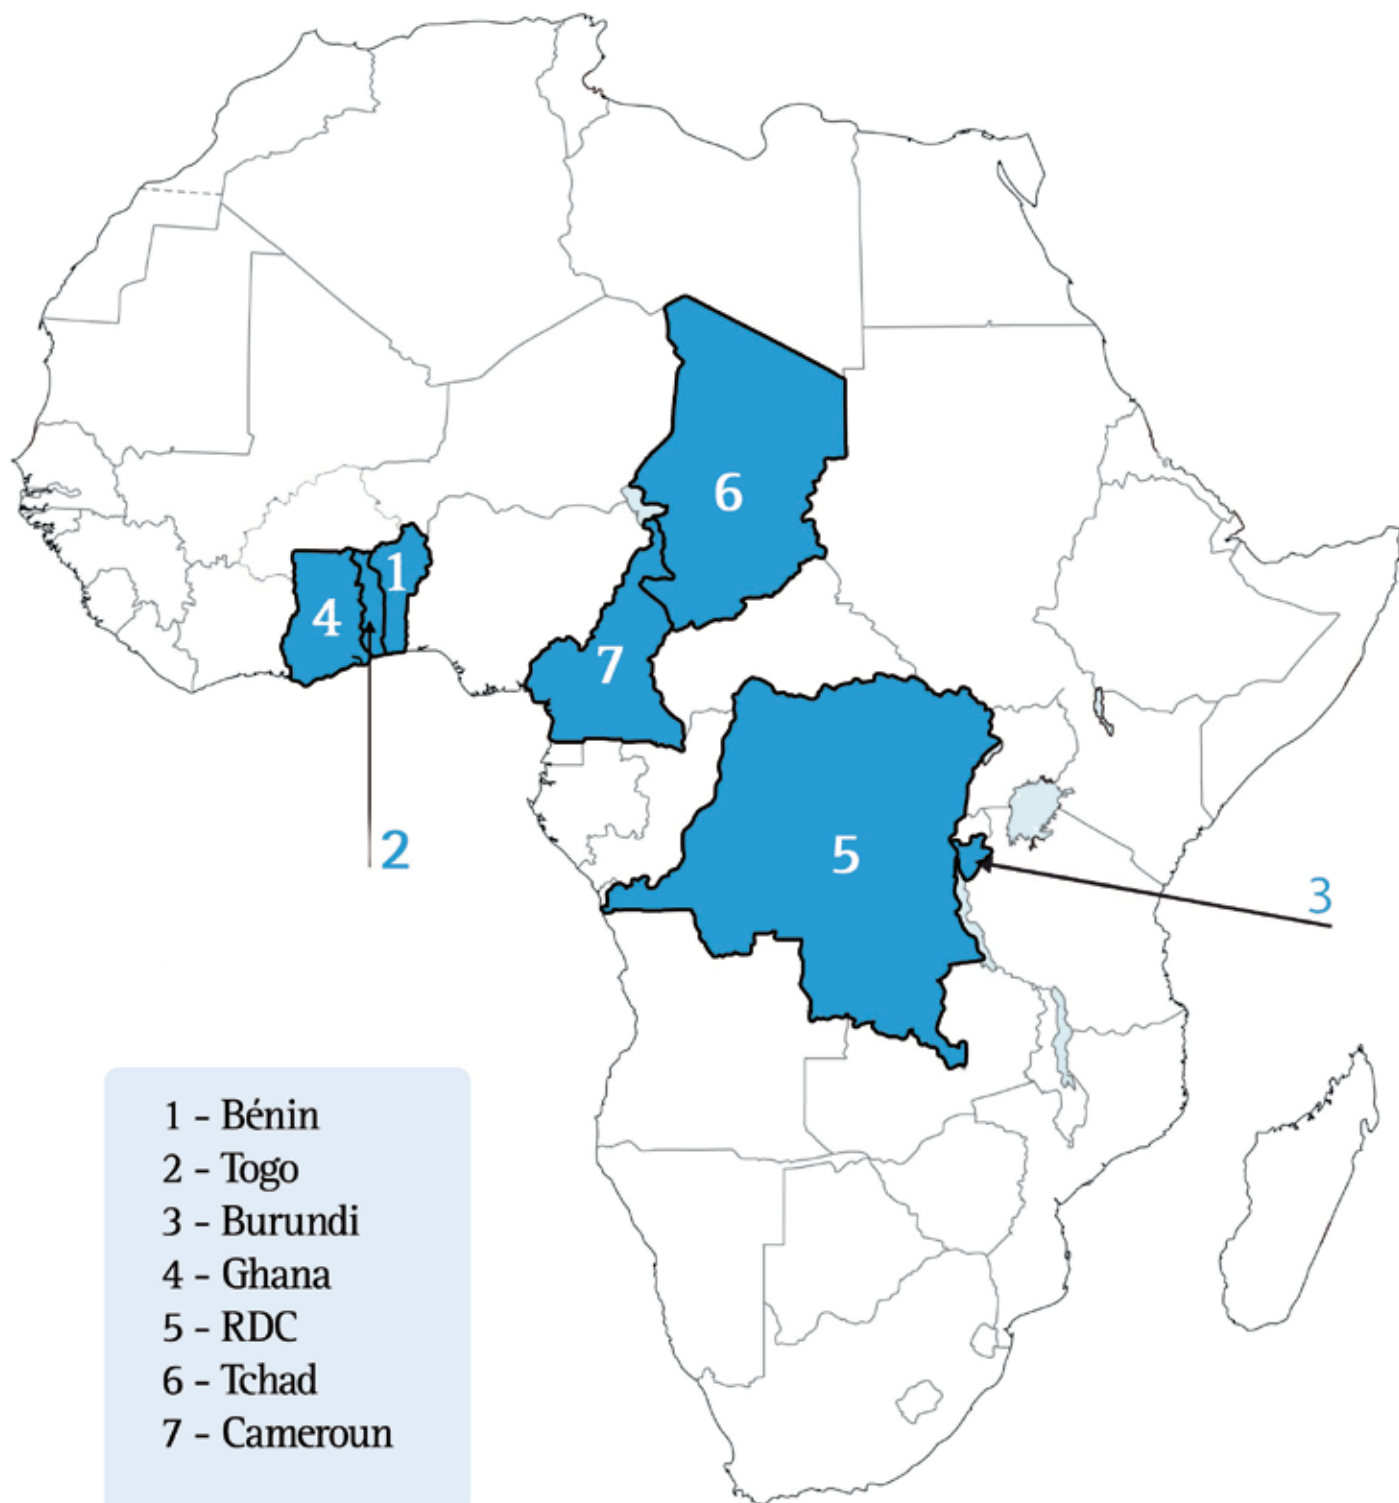 6
1
4
7
2
5
3
1 - Bénin
2 - Togo
3 - Burundi
4 - Ghana
5 - RDC
6 - Tchad
7 - Cameroun